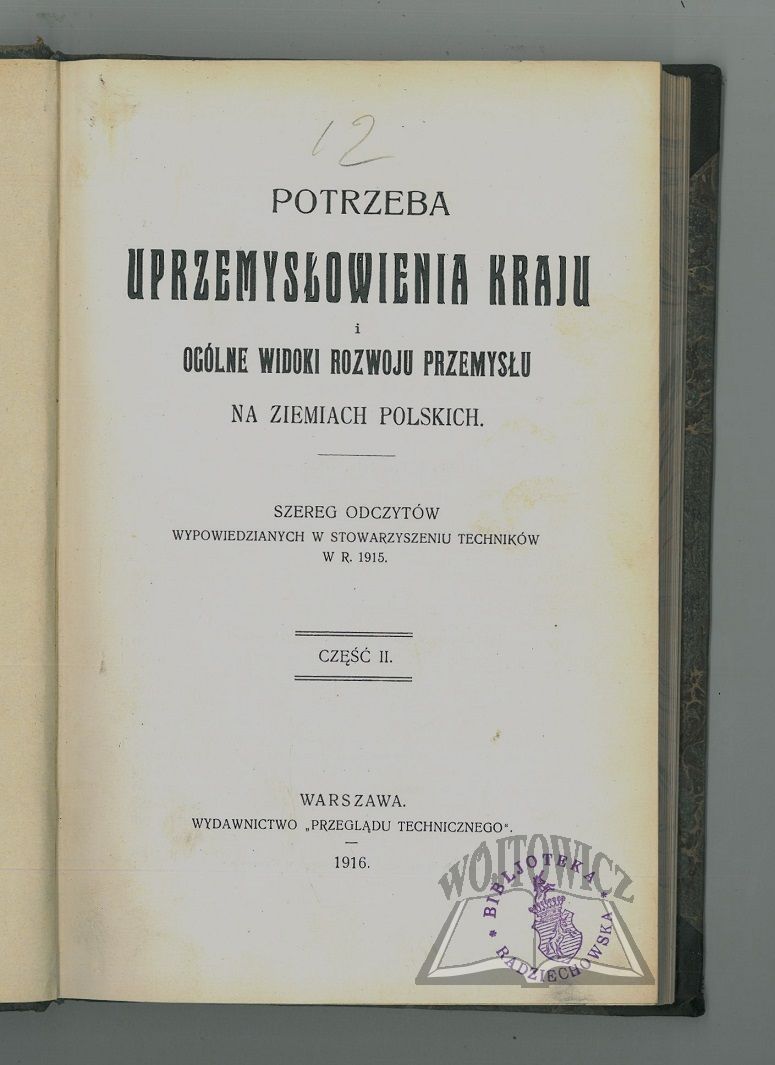 12
POTRZEBA
UPRZEMYSŁOWIENIA KRAJU
i
OGÓLNE WIDOKI ROZWOJU PRZEMYSŁU
NA ZIEMIACH POLSKICH.
SZEREG ODCZYTÓW
WYPOWIEDZIANYCH W STOWARZYSZENIU TECHNIKÓW
W R. 1915.
CZĘŚĆ II.
WARSZAWA.
WYDAWNICTWO „PRZEGLĄDU TECHNICZNEGO".
1916.
WÓJTOWICZ
* BIBLJOTEKA *
RADZIECHOWSKA